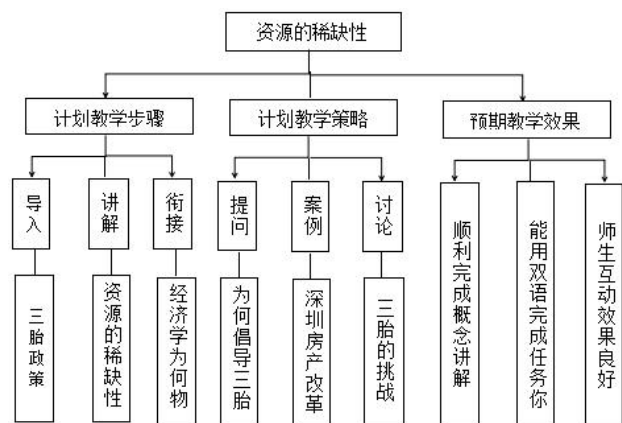 资源的稀缺性
计划教学步骤
计划教学策略
预期教学效果
导入
讲解
衔接
提问
案例
讨论
三胎政策
资源的稀缺性
经济学为何物
为何倡导三胎
深圳房产改革
三胎的挑战
顺利完成概念讲解
能用双语完成任务你
师生互动效果良好